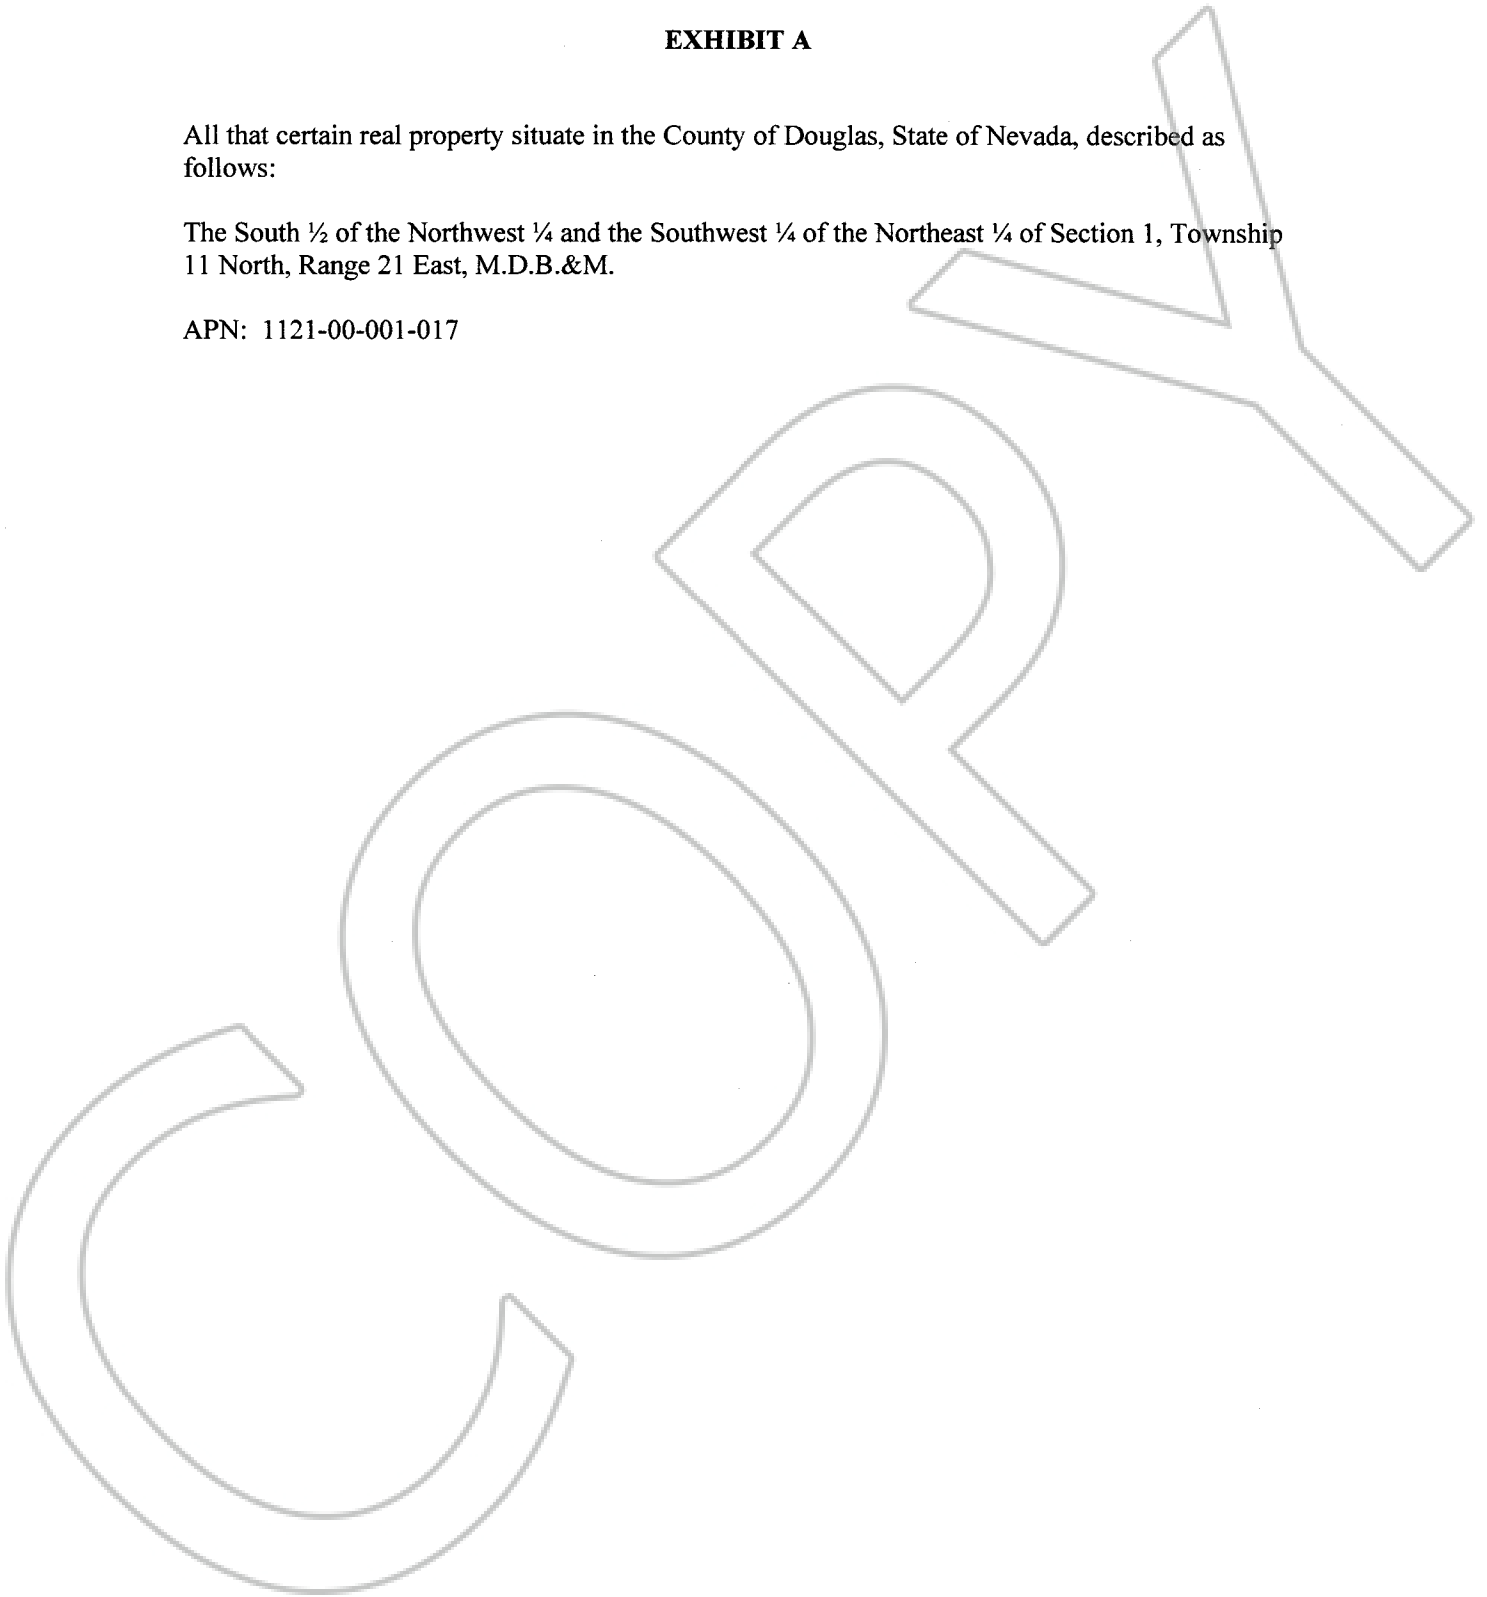 EXHIBIT A
All that certain real property situate in the County of Douglas, State of Nevada, described as
follows:
The South ½ of the Northwest ¼ and the Southwest ¼ of the Northeast ¼ of Section 1, Township
11 North, Range 21 East, M.D.B.&M.
APN:  1121-00-001-017
COPY